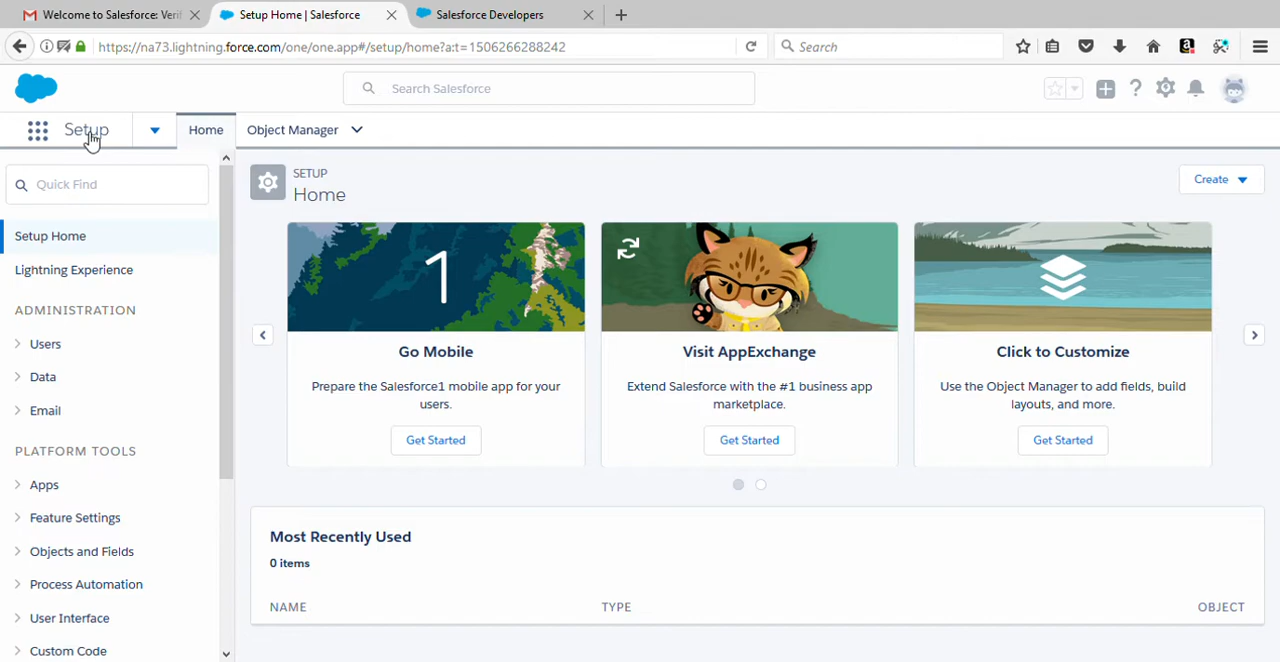 Welcome to Salesforce: Verif
Setup Home | Salesforce
Salesforce Developers
https://na73.lightning.force.com/one/one.app#/setup/home?a:t=1506266288242
Search
Search Salesforce
Setup
Home
Object Manager
Quick Find
Setup Home
Lightning Experience
ADMINISTRATION
Users
Data
Email
PLATFORM TOOLS
Apps
Feature Settings
Objects and Fields
Process Automation
User Interface
Custom Code
SETUP
Home
Create
1
Go Mobile
Prepare the Salesforce1 mobile app for your
users.
Get Started
Visit AppExchange
Extend Salesforce with the #1 business app
marketplace.
Get Started
Click to Customize
Use the Object Manager to add fields, build
layouts, and more.
Get Started
Most Recently Used
0 items
NAME
TYPE
OBJECT